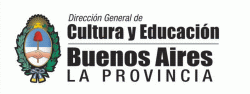 Dirección General de
Cultura y Educación
Buenos Aires
LA PROVINCIA